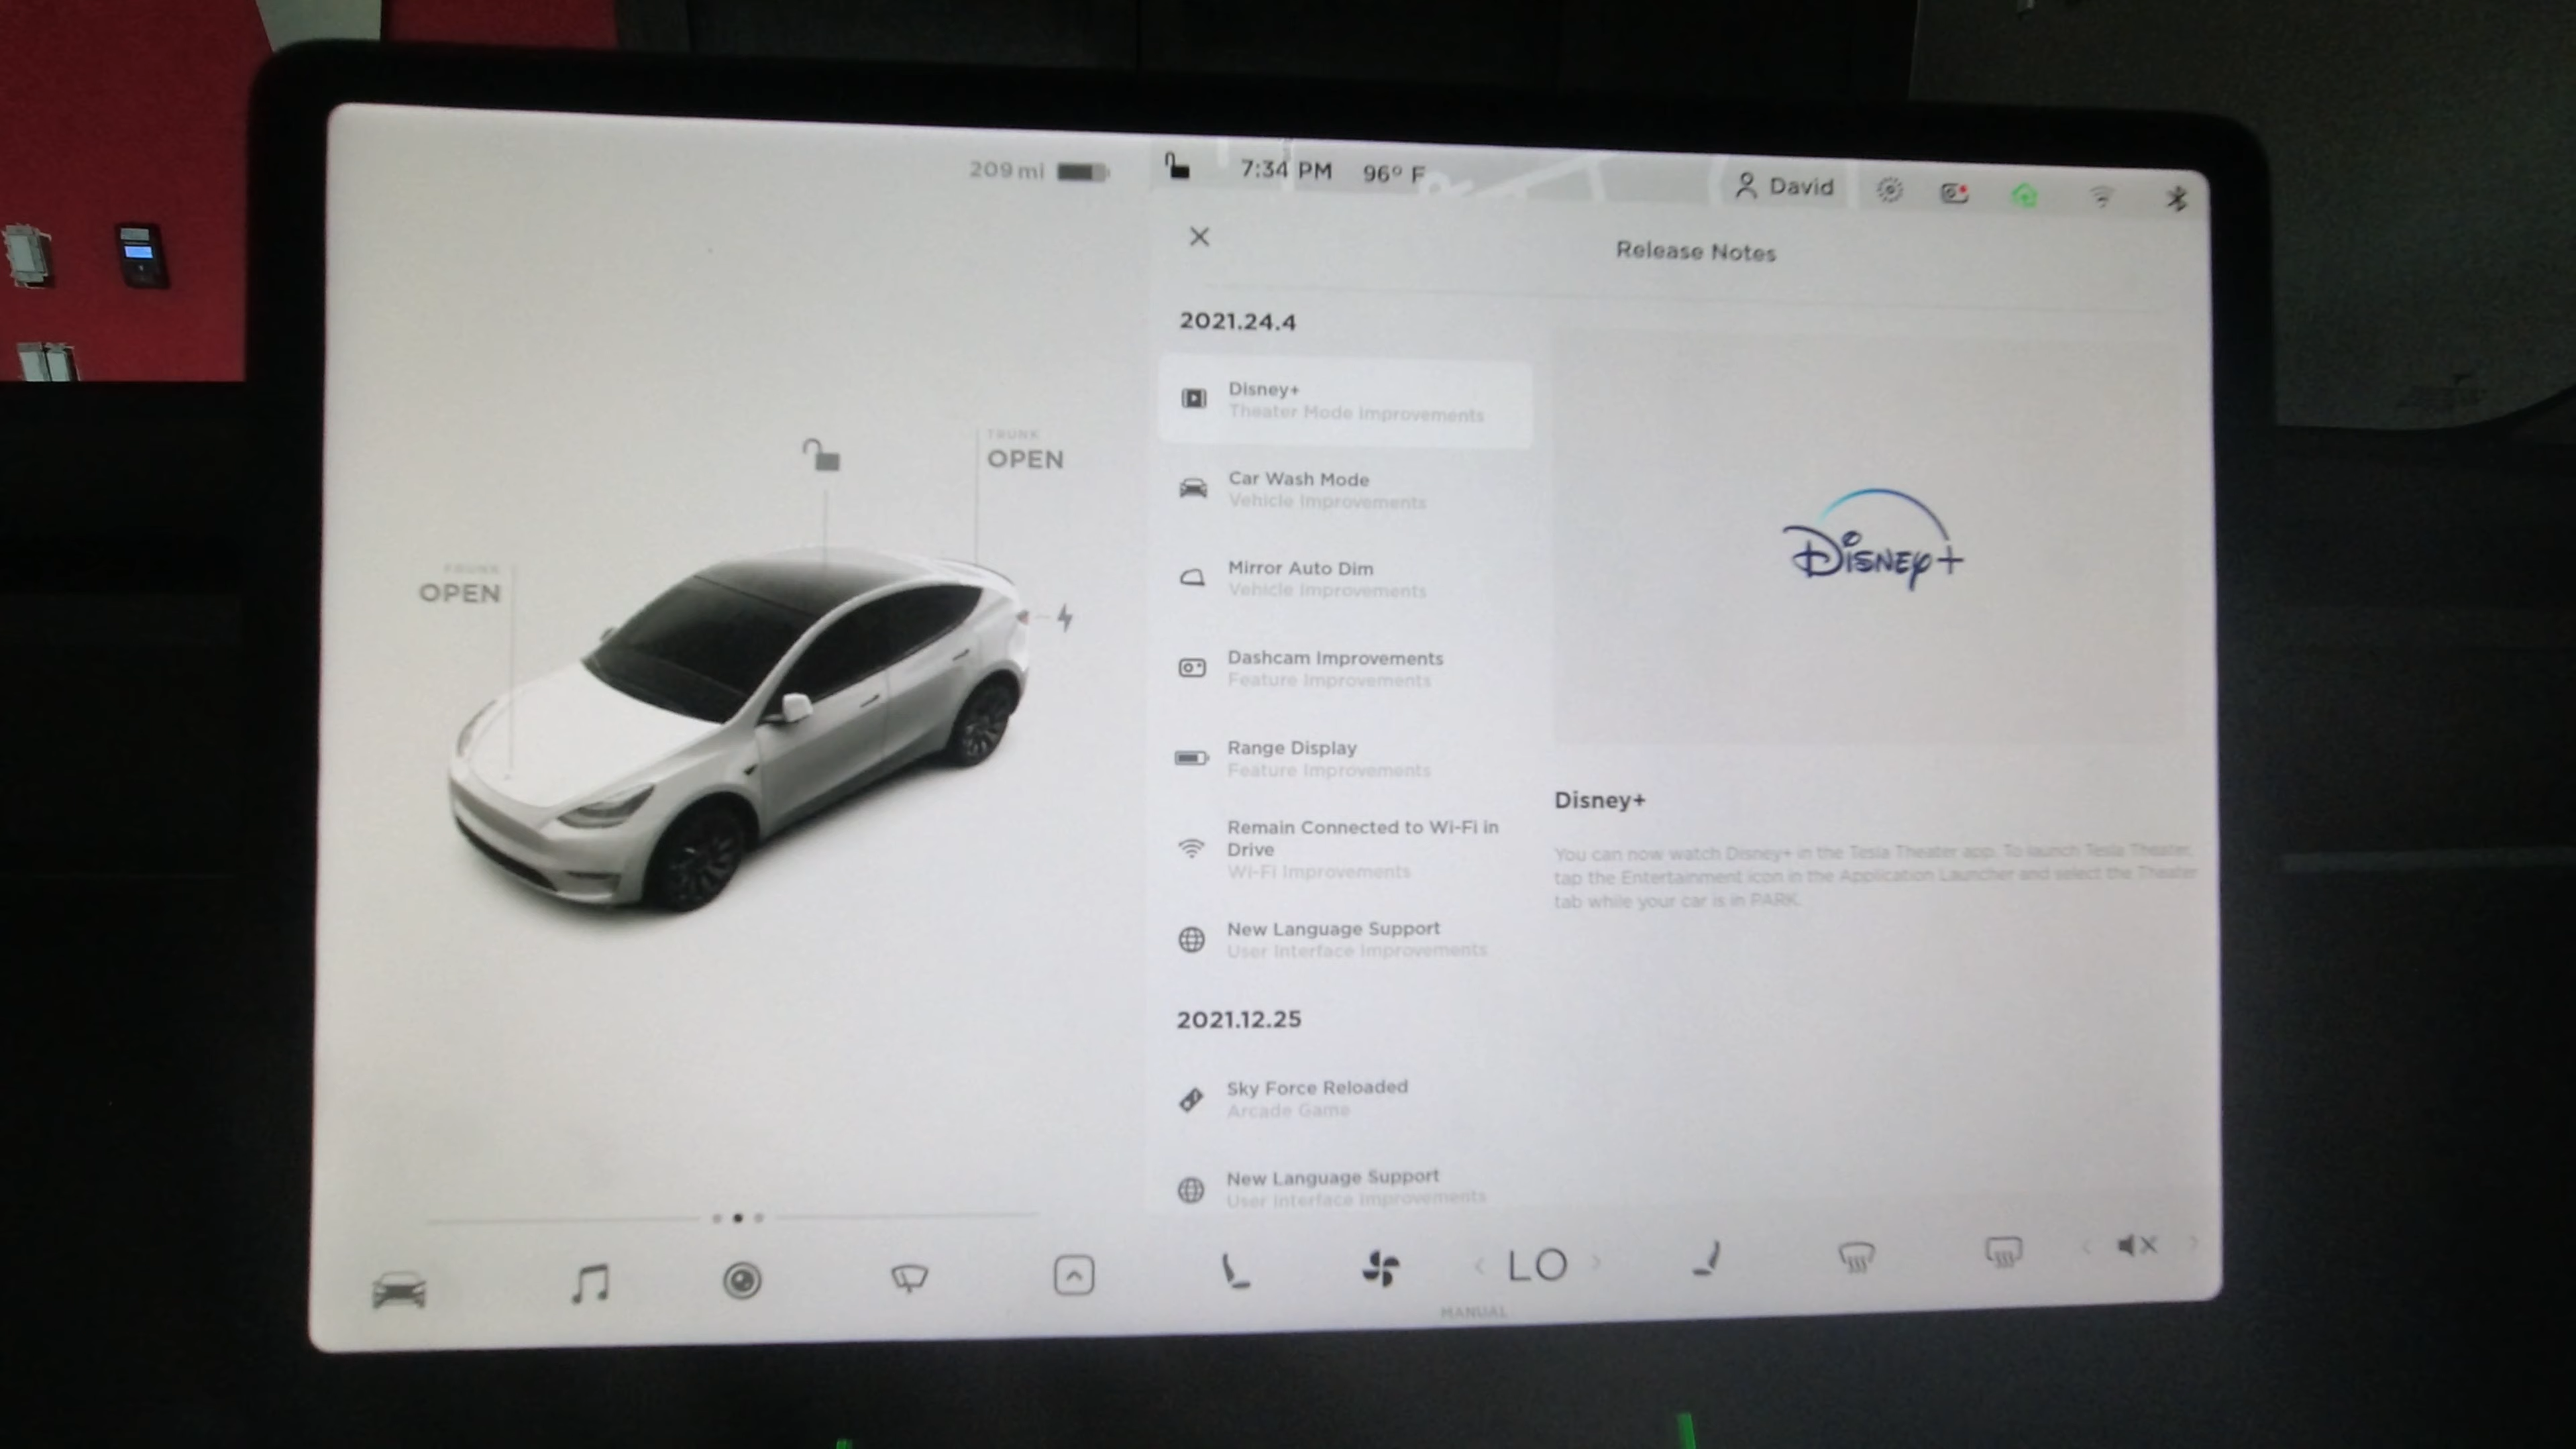 209 mi
7:34 PM 96° F
David
Release Notes
2021.24.4
Disney+
Theater Mode Improvements
Car Wash Mode
Vehicle Improvements
Mirror Auto Dim
Vehicle Improvements
Dashcam Improvements
Feature Improvements
Range Display
Feature Improvements
Remain Connected to Wi-Fi in
Drive
Wi-Fi Improvements
New Language Support
User Interface Improvements
2021.12.25
Sky Force Reloaded
Arcade Game
New Language Support
User Interface Improvements
Disney+
Disney+
You can now watch Disney+ in the Tesla Theater app. To launch Tesla Theater,
tap the Entertainment icon in the Application Launcher and select the Theater
tab while your car is in PARK.
TRUNK
OPEN
FRUNK
OPEN
LO
MANUAL